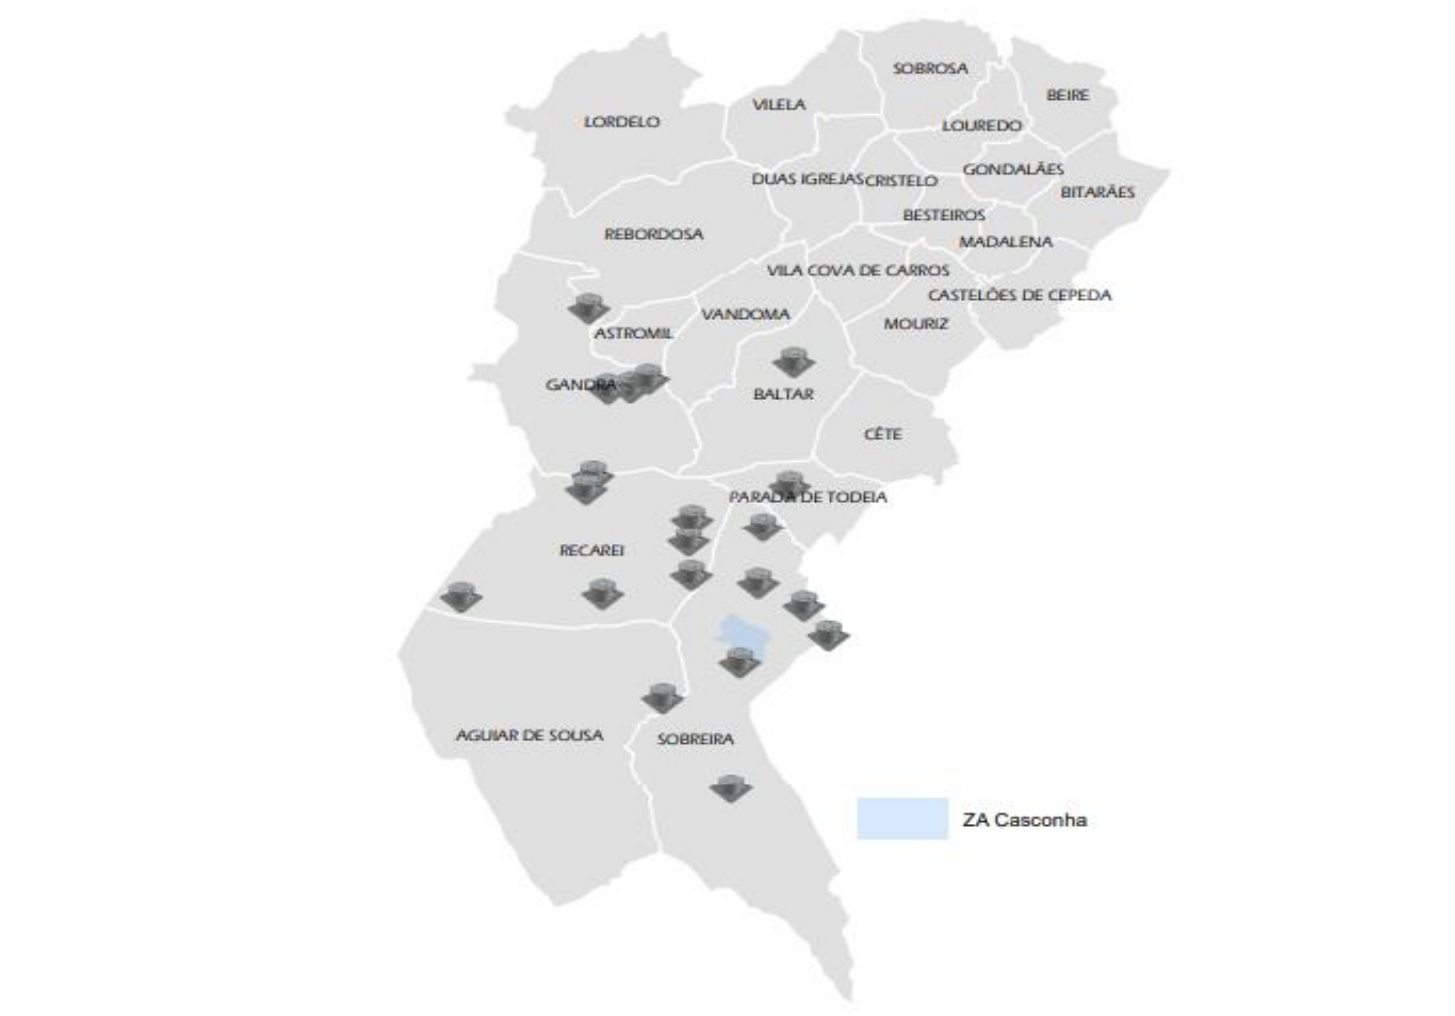 SOBROSA
BEIRE
VILELA
LORDELO
LOUREDO
GONDALÃES
DUAS IGREJAS
CRISTELO
BITARÃES
BESTEIROS
REBORDOSA
MADALENA
VILA COVA DE CARROS
CASTELÕES DE CEPEDA
VANDOMA
MOURIZ
ASTROMIL
GANDRA
BALTAR
CÊTE
PARADA DE TODEIA
RECAREI
AGUIAR DE SOUSA
SOBREIRA
ZA Casconha